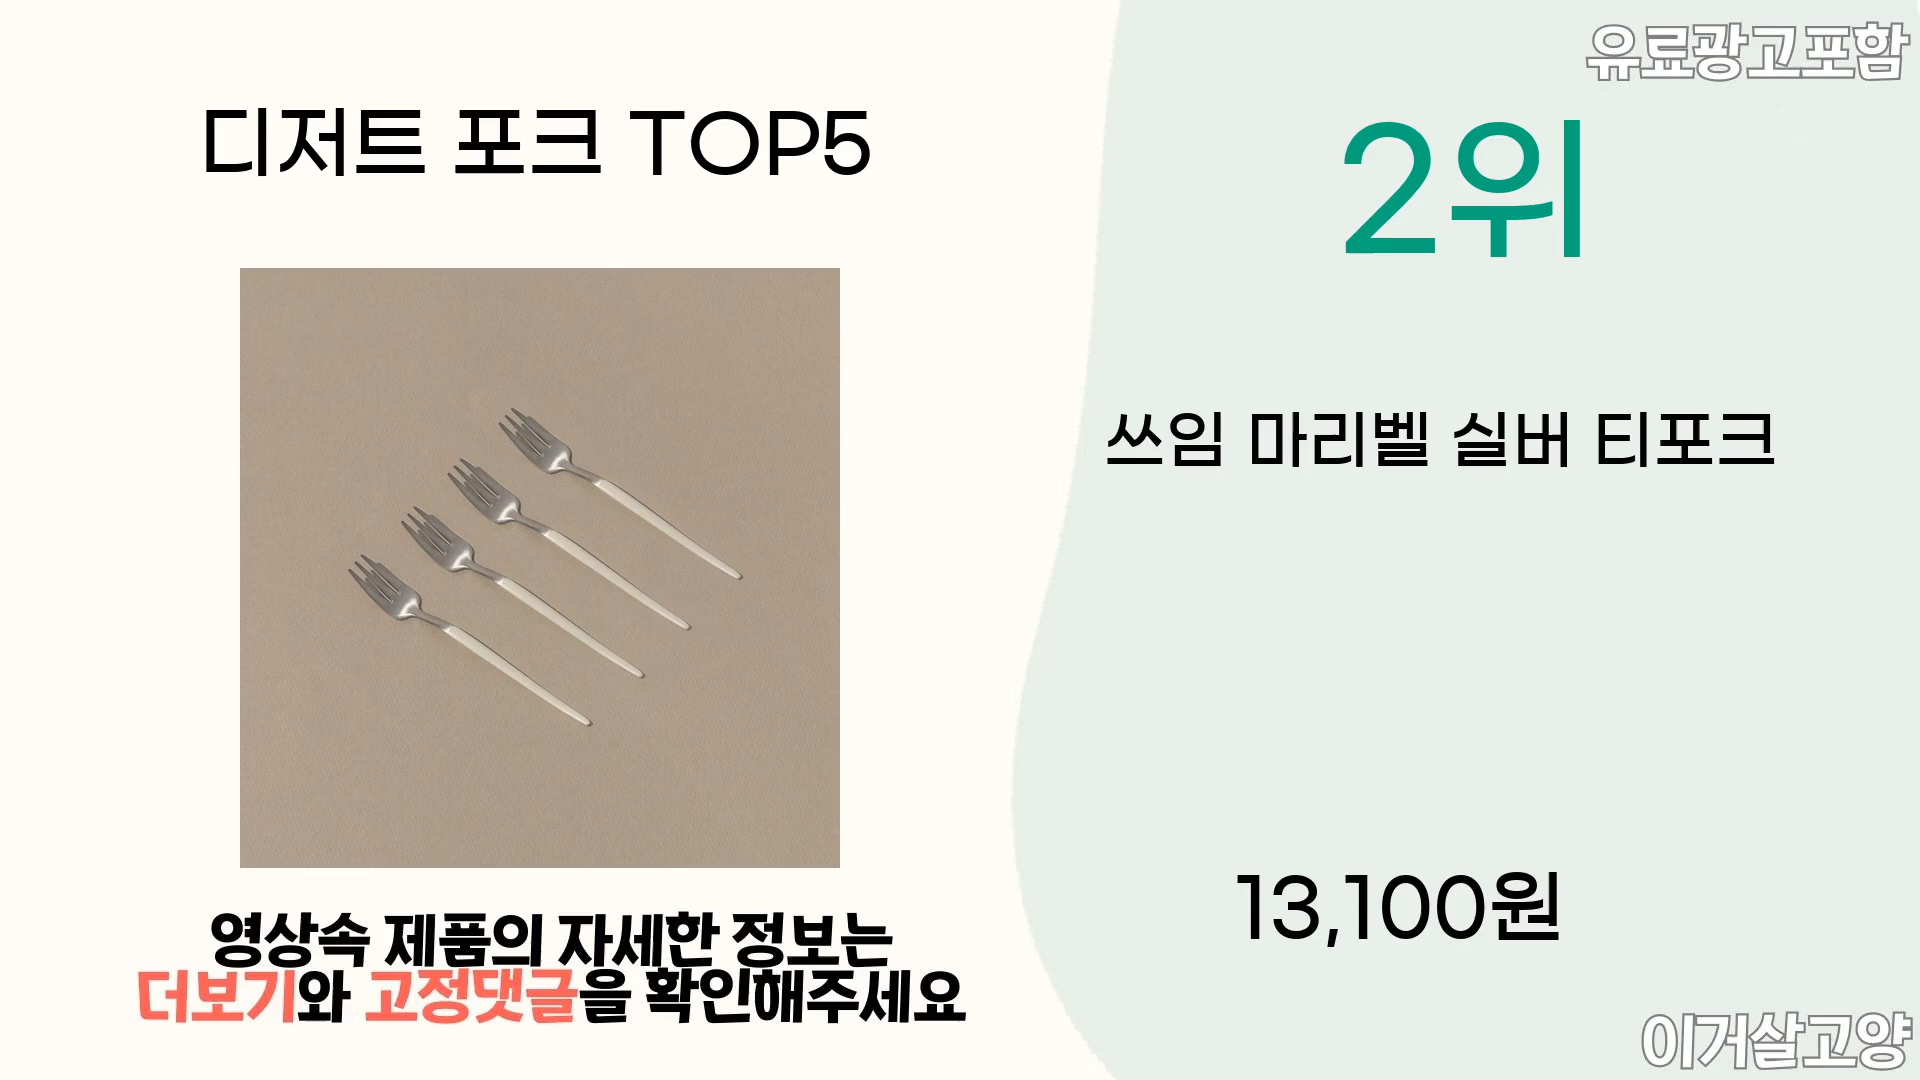 유료광고포함
디저트 포크 TOP5
2위
쓰임 마리벨 실버 티포크
13,100원
영상속 제품의 자세한 정보는
더보기와 고정댓글을 확인해주세요
이거살고양